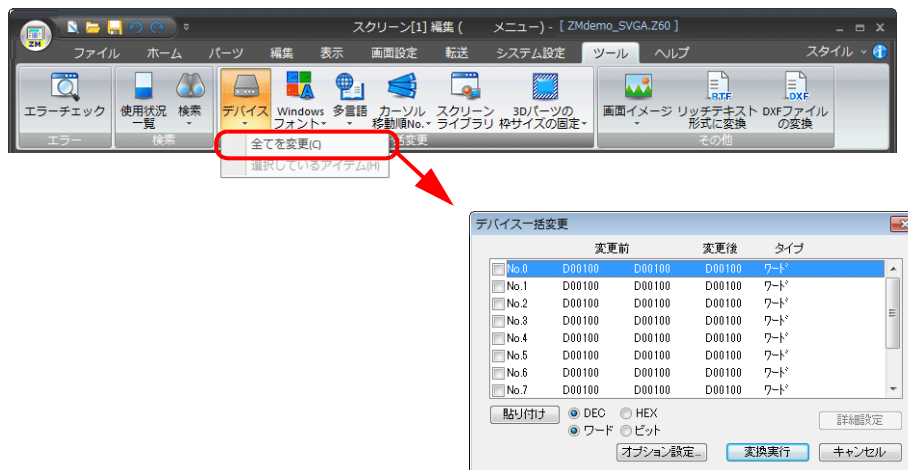 スクリーン[1] 編集 ( メニュー) - [ ZMdemo_SVGA.Z60 ]
ZM
ファイル ホーム パーツ 編集 表示 画面設定 転送 システム設定 ツール ヘルプ スタイル
エラーチェック 使用状況一覧 検索 デバイス Windowsフォント 多言語 カーソル移動順No. スクリーンライブラリ 3Dパーツの枠サイズの固定 画面イメージ リッチテキスト形式に変換 DXFファイルの変換
R.T.F. DXF
エラー 検索 括変更 その他
全てを変更(C)
選択しているアイテム(H)
デバイス一括変更
変更前 変更後 タイプ
No.0 D00100 D00100 D00100 ワード
No.1 D00100 D00100 D00100 ワード
No.2 D00100 D00100 D00100 ワード
No.3 D00100 D00100 D00100 ワード
No.4 D00100 D00100 D00100 ワード
No.5 D00100 D00100 D00100 ワード
No.6 D00100 D00100 D00100 ワード
No.7 D00100 D00100 D00100 ワード
貼り付け DEC HEX 詳細設定
ワード ビット
オプション設定... 変換実行 キャンセル